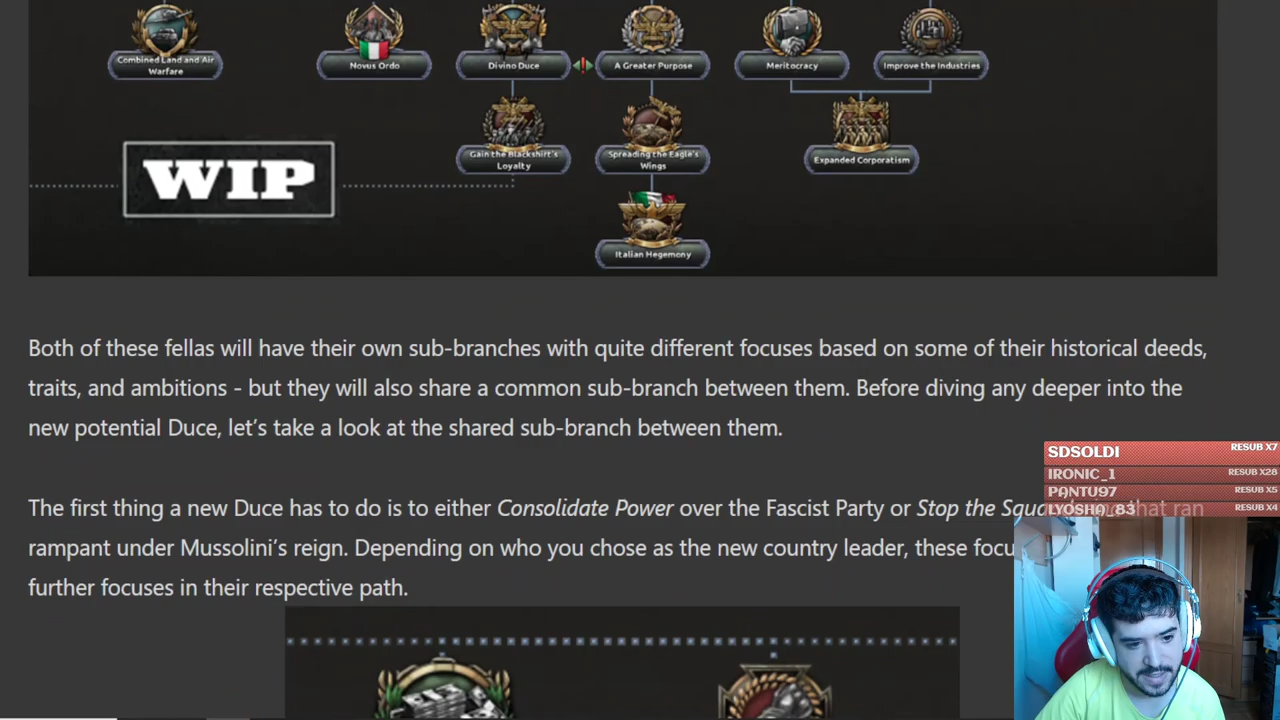 Combined Land and Air
Warfare
Novus Ordo
Divino Duce
A Greater Purpose
Meritocracy
Improve the Industries
Gain the Blackshirt's
Loyalty
Spreading the Eagle's
Wings
Expanded Corporatism
WIP
Italian Hegemony
Both of these fellas will have their own sub-branches with quite different focuses based on some of their historical deeds,
traits, and ambitions - but they will also share a common sub-branch between them. Before diving any deeper into the
new potential Duce, let's take a look at the shared sub-branch between them.
The first thing a new Duce has to do is to either Consolidate Power over the Fascist Party or Stop the that ran
rampant under Mussolini's reign. Depending on who you chose as the new country leader, these
further focuses in their respective path.
SDSOLDI RESUB X7
IRONIC_1 RESUB X28
PANTU97 RESUB X5
LYOSHA_83 RESUB X4